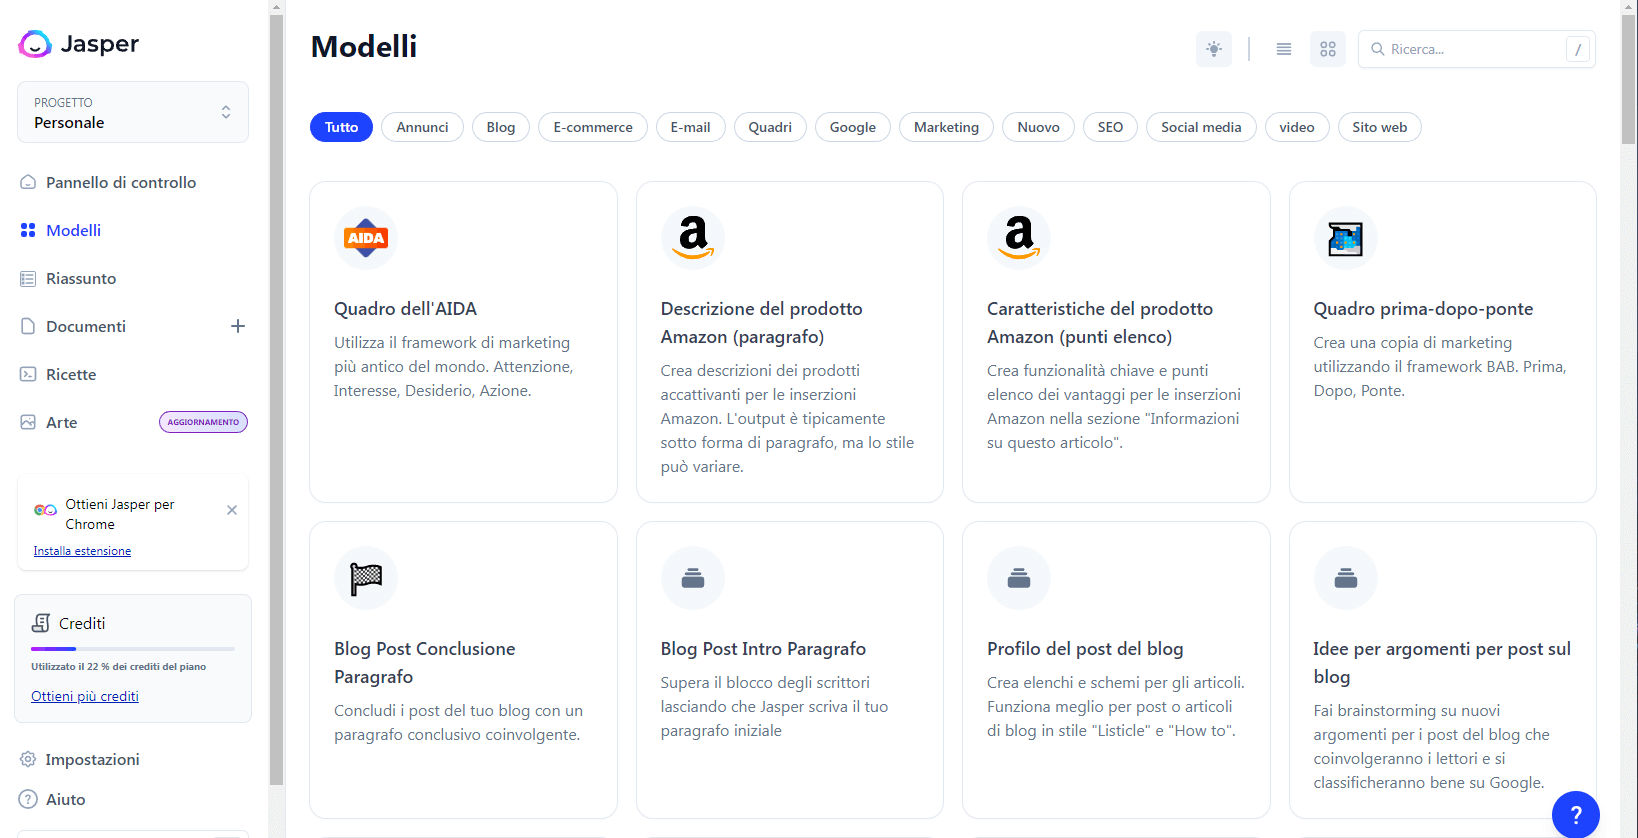 Jasper
PROGETTO
Personale
Pannello di controllo
Modelli
Riassunto
Documenti
Ricette
Arte
AGGIORNAMENTO
Ottieni Jasper per
Chrome
Installa estensione
Crediti
Utilizzato il 22 % dei crediti del piano
Ottieni più crediti
Impostazioni
Aiuto
Modelli
Ricerca...
/
Tutto
Annunci
Blog
E-commerce
E-mail
Quadri
Google
Marketing
Nuovo
SEO
Social media
video
Sito web
AIDA
Quadro dell'AIDA
Utilizza il framework di marketing
più antico del mondo. Attenzione,
Interesse, Desiderio, Azione.
a
Descrizione del prodotto
Amazon (paragrafo)
Crea descrizioni dei prodotti
accattivanti per le inserzioni
Amazon. L'output è tipicamente
sotto forma di paragrafo, ma lo stile
può variare.
a
Caratteristiche del prodotto
Amazon (punti elenco)
Crea funzionalità chiave e punti
elenco dei vantaggi per le inserzioni
Amazon nella sezione "Informazioni
su questo articolo".
Quadro prima-dopo-ponte
Crea una copia di marketing
utilizzando il framework BAB. Prima,
Dopo, Ponte.
Blog Post Conclusione
Paragrafo
Concludi i post del tuo blog con un
paragrafo conclusivo coinvolgente.
Blog Post Intro Paragrafo
Supera il blocco degli scrittori
lasciando che Jasper scriva il tuo
paragrafo iniziale
Profilo del post del blog
Crea elenchi e schemi per gli articoli.
Funziona meglio per post o articoli
di blog in stile "Listicle" e "How to".
Idee per argomenti per post sul
blog
Fai brainstorming su nuovi
argomenti per i post del blog che
coinvolgeranno i lettori e si
classificheranno bene su Google.
?